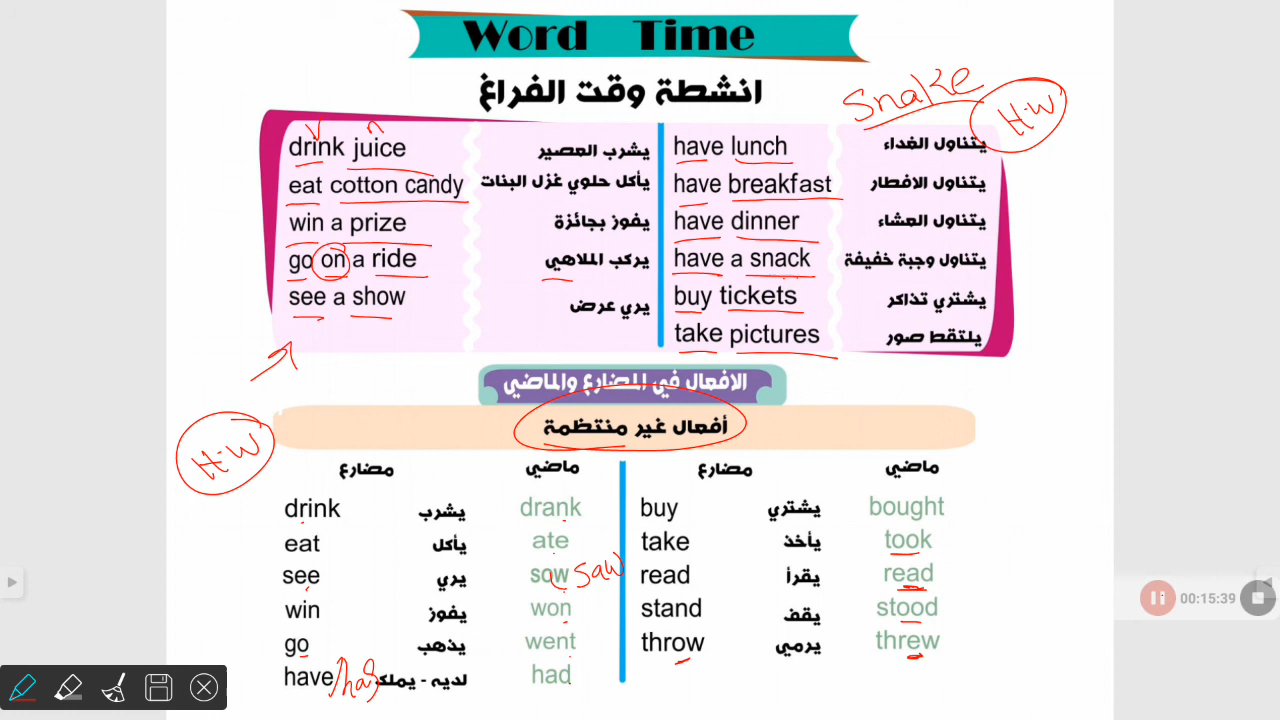 Word Time
انشطة وقت الفراغ
Snake
H.W
drink juice يشرب العصير
eat cotton candy يأكل حلوي غزل البنات
win a prize يفوز بجائزة
go on a ride يركب الملاهي
see a show يري عرض
have lunch يتناول الغداء
have breakfast يتناول الافطار
have dinner يتناول العشاء
have a snack يتناول وجبة خفيفة
buy tickets يشتري تذاكر
take pictures يلتقط صور
الافعال في المضارع والماضي
أفعال غير منتظمة
H.W
مضارع ماضي
drink يشرب drank
eat يأكل ate
see يري sow saw
win يفوز won
go يذهب went
have /has لديه - يملك had
مضارع ماضي
buy يشتري bought
take يأخذ took
read يقرأ read
stand يقف stood
throw يرمي threw
00:15:39